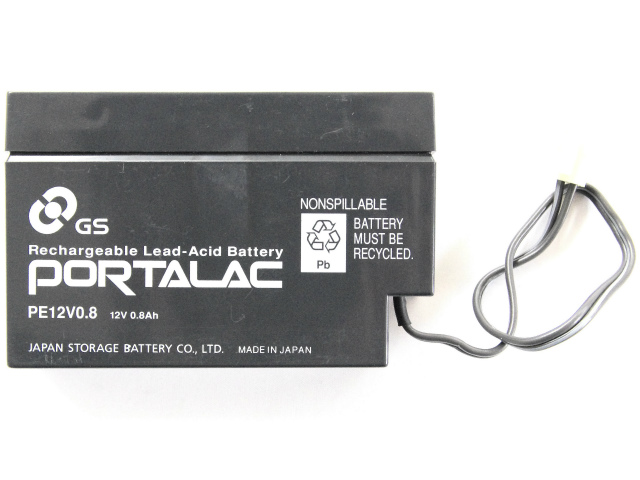 GS
Rechargeable Lead-Acid Battery
PORTALAC
PE12V0.8 12V 0.8Ah
JAPAN STORAGE BATTERY CO., LTD. MADE IN JAPAN
NONSPILLABLE
Pb
BATTERY
MUST BE
RECYCLED.